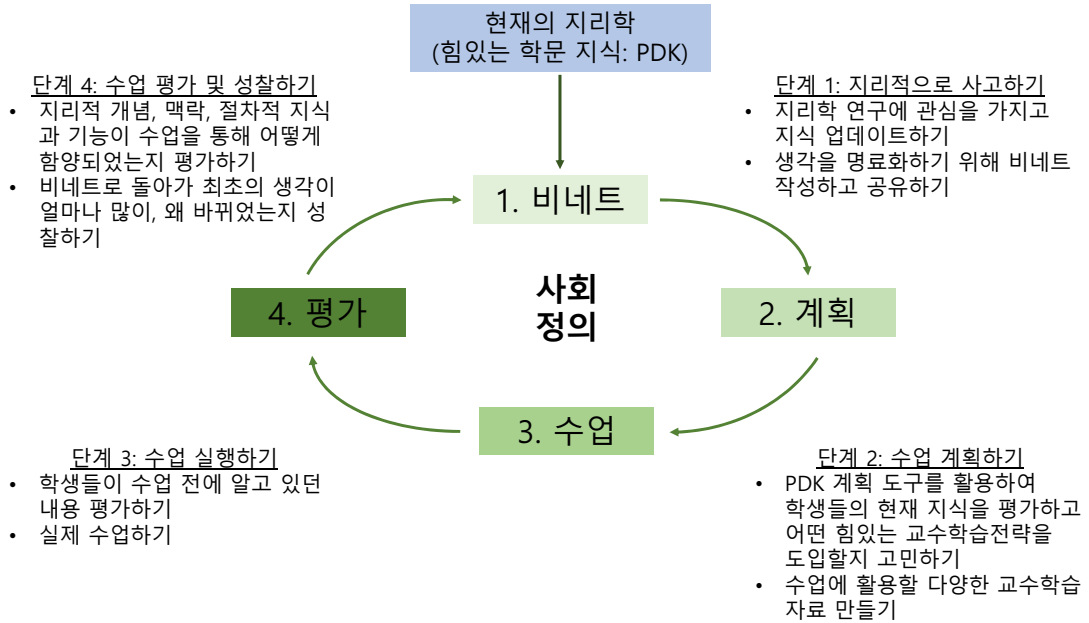 현재의 지리학
(힘있는 학문 지식: PDK)
단계 4: 수업 평가 및 성찰하기
• 지리적 개념, 맥락, 절차적 지식
과 기능이 수업을 통해 어떻게
함양되었는지 평가하기
• 비네트로 돌아가 최초의 생각이
얼마나 많이, 왜 바뀌었는지 성
찰하기
단계 1: 지리적으로 사고하기
• 지리학 연구에 관심을 가지고
지식 업데이트하기
• 생각을 명료화하기 위해 비네트
작성하고 공유하기
1. 비네트
사회
정의
4. 평가
2. 계획
3. 수업
단계 3: 수업 실행하기
• 학생들이 수업 전에 알고 있던
내용 평가하기
• 실제 수업하기
단계 2: 수업 계획하기
• PDK 계획 도구를 활용하여
학생들의 현재 지식을 평가하고
어떤 힘있는 교수학습전략을
도입할지 고민하기
• 수업에 활용할 다양한 교수학습
자료 만들기